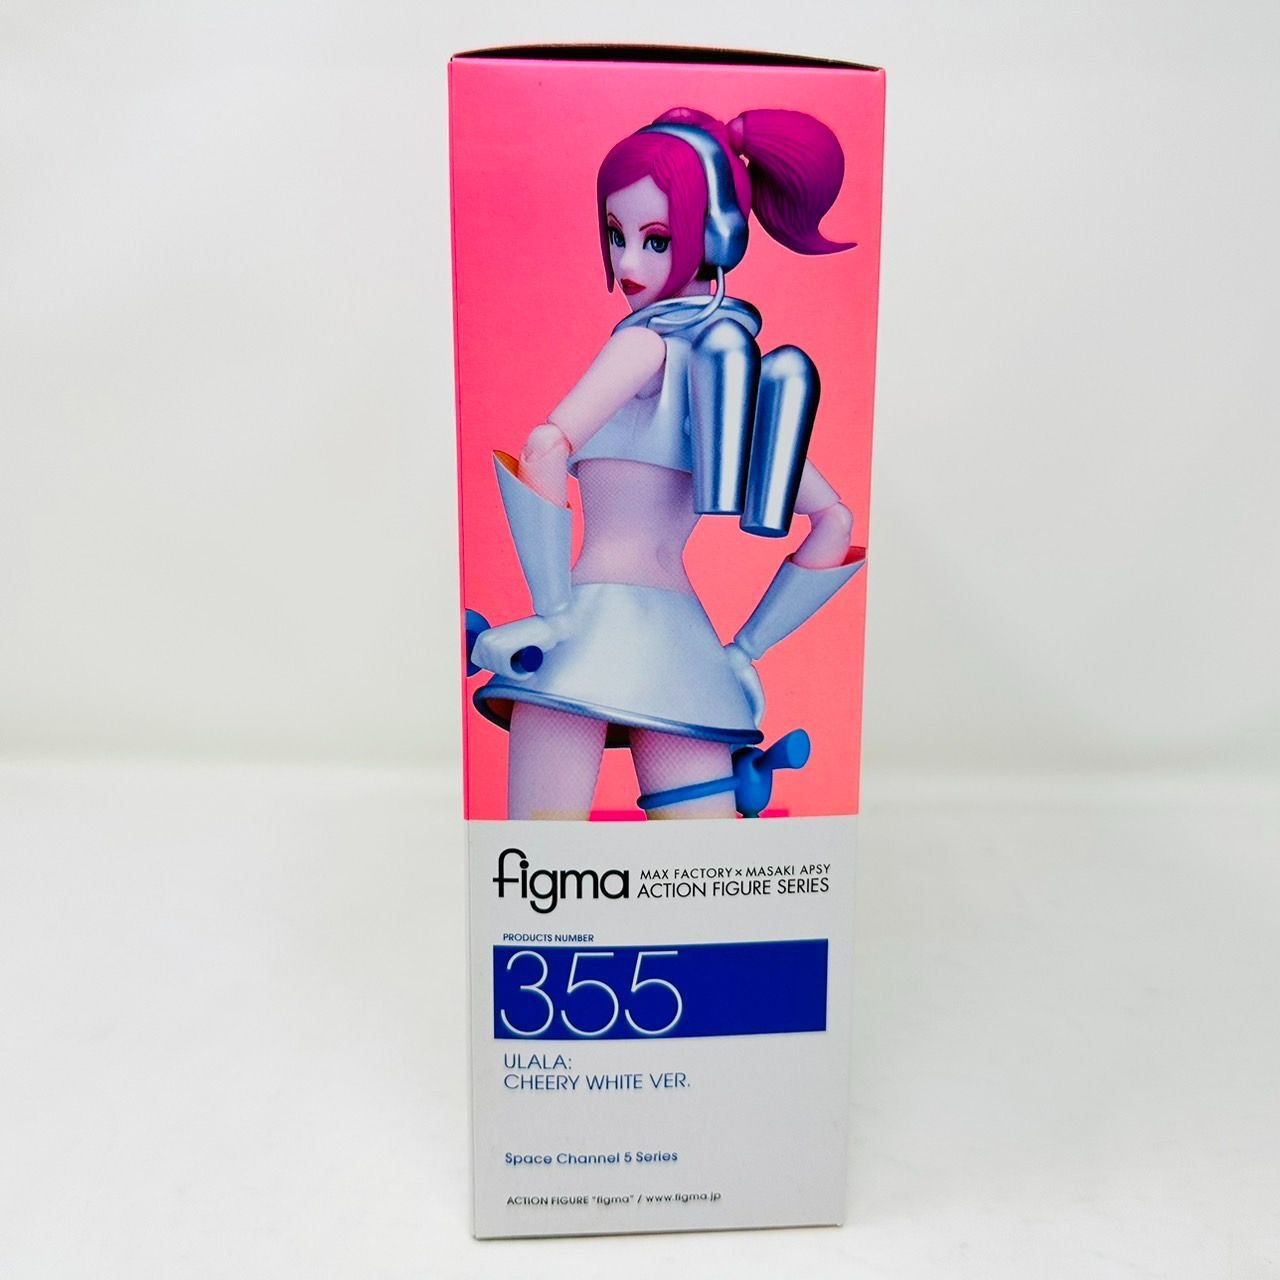 figma
MAX FACTORY × MASAKI APSY
ACTION FIGURE SERIES
PRODUCTS NUMBER
355
ULALA:
CHEERY WHITE VER.
Space Channel 5 Series
ACTION FIGURE "figma" / www.figma.jp